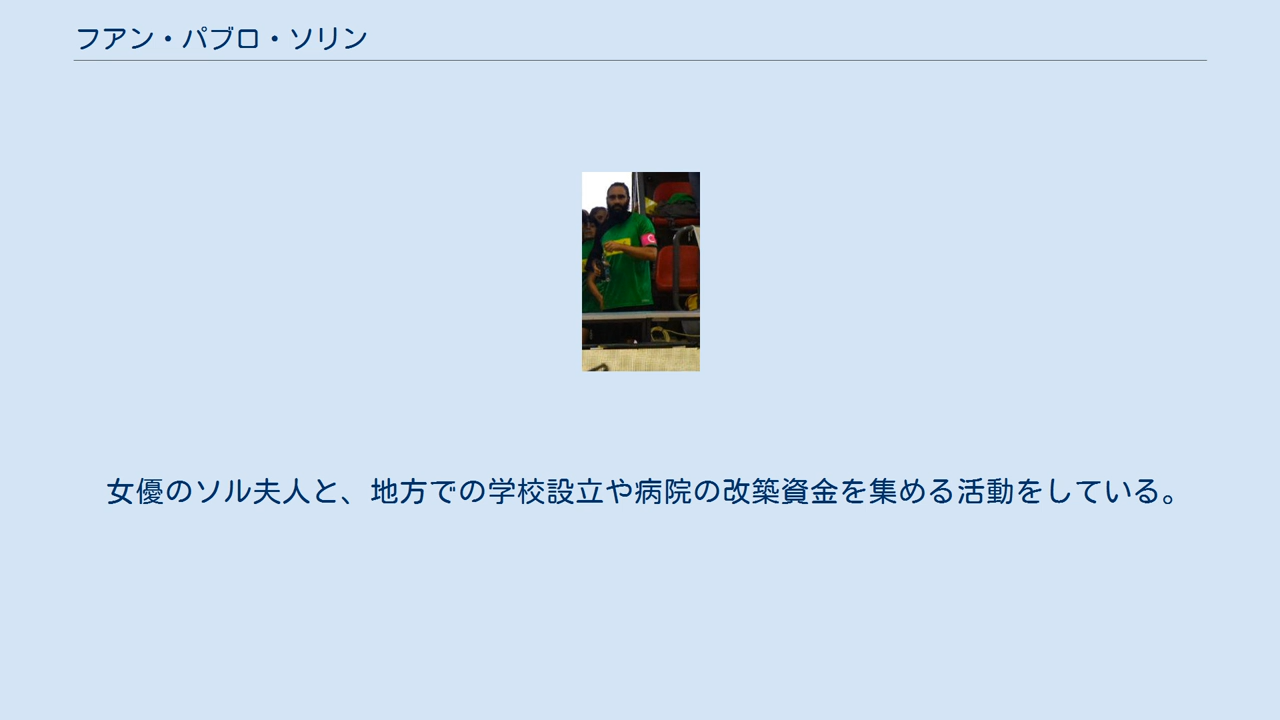 フアン・パブロ・ソリン
女優のソル夫人と、地方での学校設立や病院の改築資金を集める活動をしている。